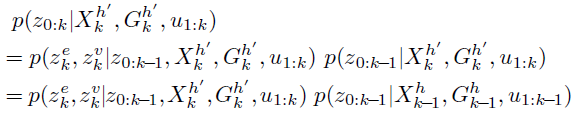 p(z_{0:k}|X_k^{h'}, G_k^{h'}, u_{1:k})
= p(z_k^e, z_k^v|z_{0:k-1}, X_k^{h'}, G_k^{h'}, u_{1:k}) p(z_{0:k-1}|X_k^{h'}, G_k^{h'}, u_{1:k})
= p(z_k^e, z_k^v|z_{0:k-1}, X_k^{h'}, G_k^{h'}, u_{1:k}) p(z_{0:k-1}|X_{k-1}^h, G_{k-1}^h, u_{1:k-1})